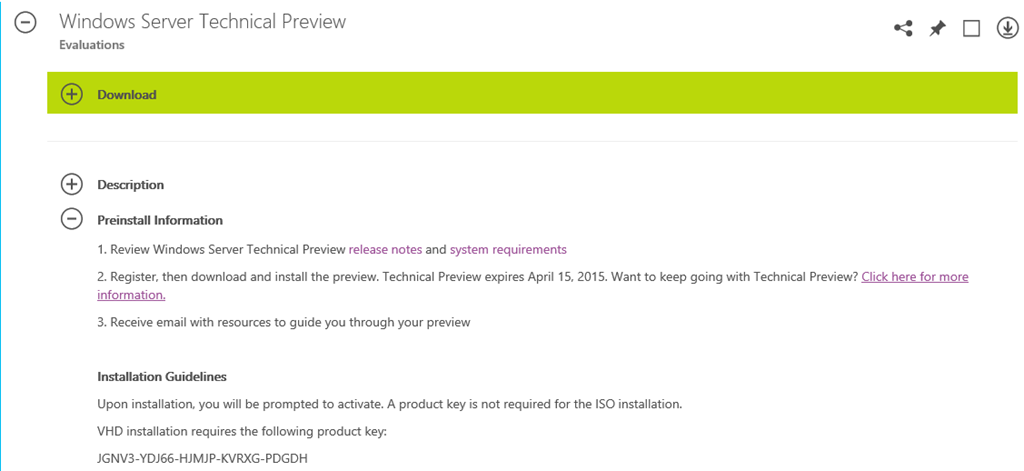 Windows Server Technical Preview
Evaluations
Download
Description
Preinstall Information
1. Review Windows Server Technical Preview release notes and system requirements
2. Register, then download and install the preview. Technical Preview expires April 15, 2015. Want to keep going with Technical Preview? Click here for more
information.
3. Receive email with resources to guide you through your preview
Installation Guidelines
Upon installation, you will be prompted to activate. A product key is not required for the ISO installation.
VHD installation requires the following product key:
JGNV3-YDJ66-HJMJP-KVRXG-PDGDH